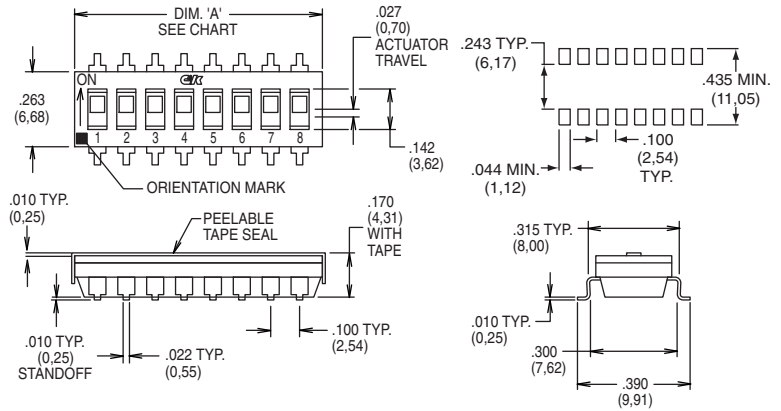 DIM. 'A'
SEE CHART
.027
(0,70)
ACTUATOR
TRAVEL
ON
CK
.263
(6,68)
1 2 3 4 5 6 7 8
.142
(3,62)
ORIENTATION MARK
.243 TYP.
(6,17)
.435 MIN.
(11,05)
.044 MIN.
(1,12)
.100
(2,54)
TYP.
.010 TYP.
(0,25)
PEELABLE
TAPE SEAL
.170
(4,31)
WITH
TAPE
.010 TYP.
(0,25)
STANDOFF
.022 TYP.
(0,55)
.100 TYP.
(2,54)
.315 TYP.
(8,00)
.010 TYP.
(0,25)
.300
(7,62)
.390
(9,91)